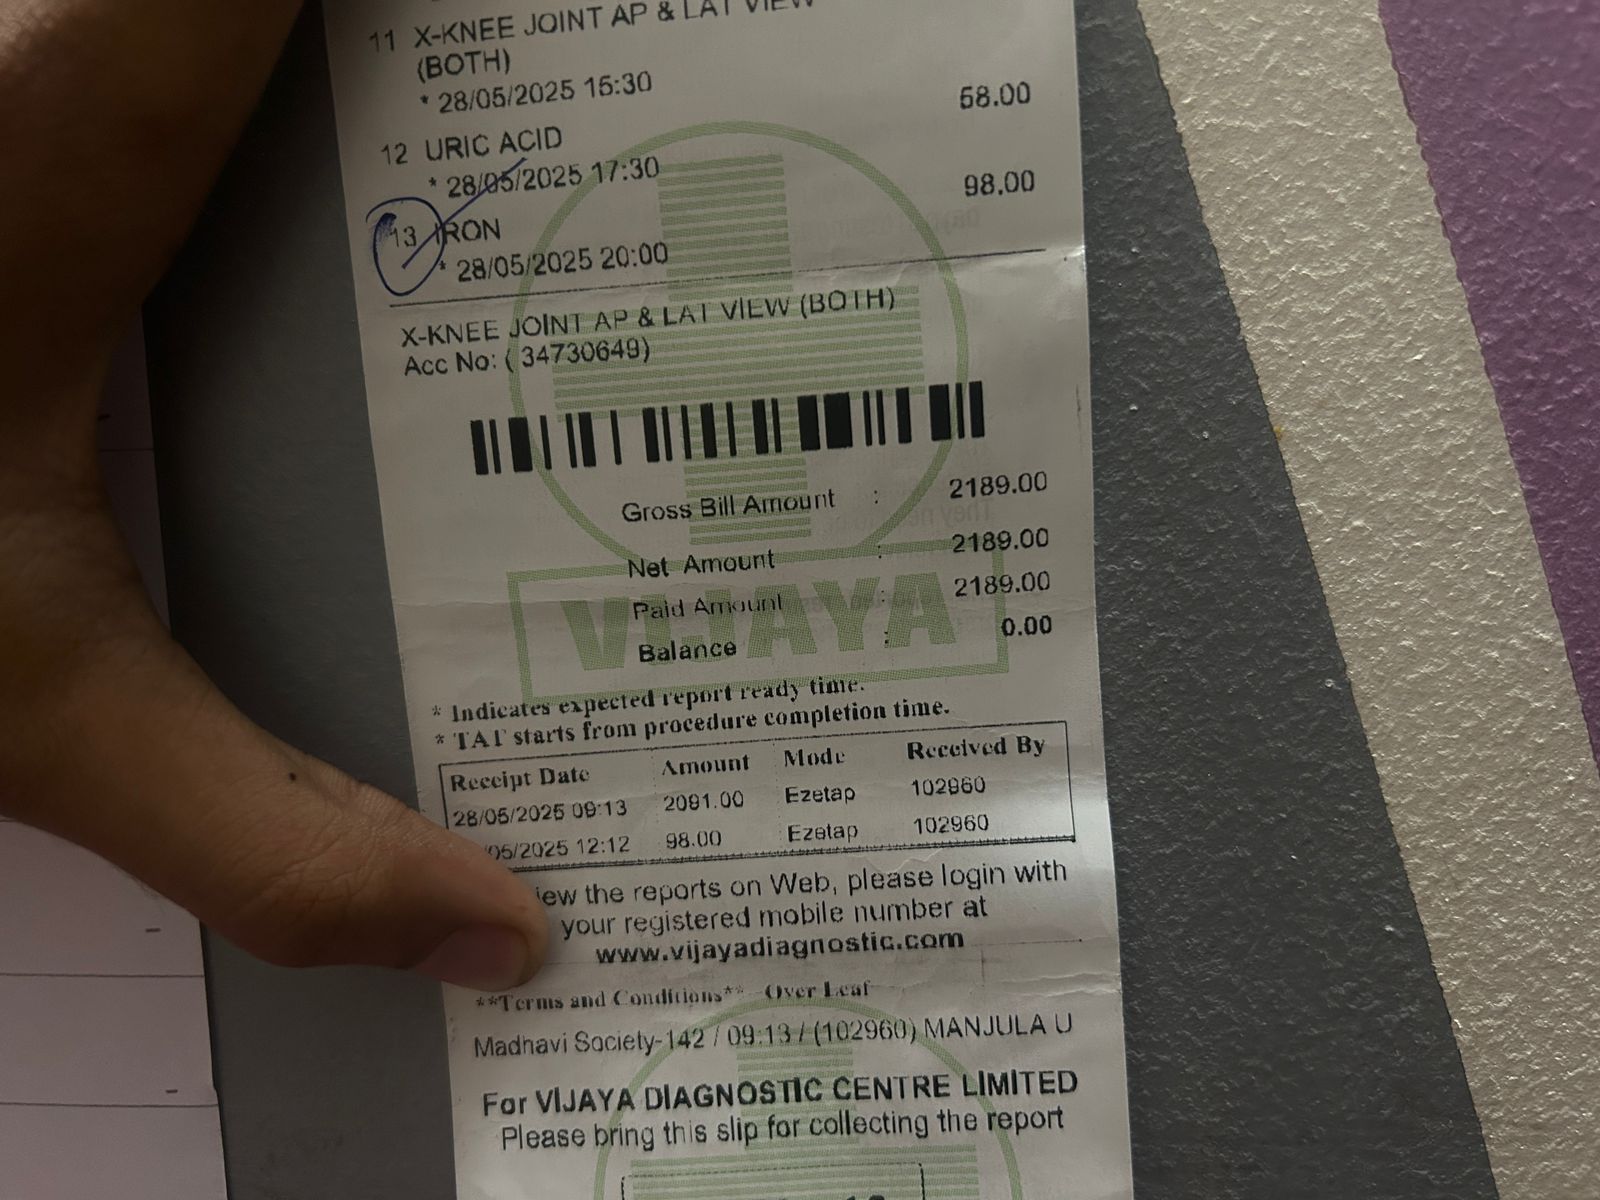 11 X-KNEE JOINT AP & LAT VIEW
(BOTH)
* 28/05/2025 15:30
58.00
12 URIC ACID
* 28/05/2025 17:30
98.00
13 IRON
* 28/05/2025 20:00
X-KNEE JOINT AP & LAT VIEW (BOTH)
Acc No: ( 34730649)
Gross Bill Amount : 2189.00
Net Amount : 2189.00
Paid Amount : 2189.00
Balance : 0.00
VIJAYA
* Indicates expected report ready time.
* TAT starts from procedure completion time.
Receipt Date Amount Mode Received By
28/05/2025 09:13 2091.00 Ezetap 102960
/05/2025 12:12 98.00 Ezetap 102960
the reports on Web, please login with
your registered mobile number at
www.vijayadiagnostic.com
**Terms and Conditions** - Over Leaf
Madhavi Society-142 / 09:13 / (102960) MANJULA U
For VIJAYA DIAGNOSTIC CENTRE LIMITED
Please bring this slip for collecting the report